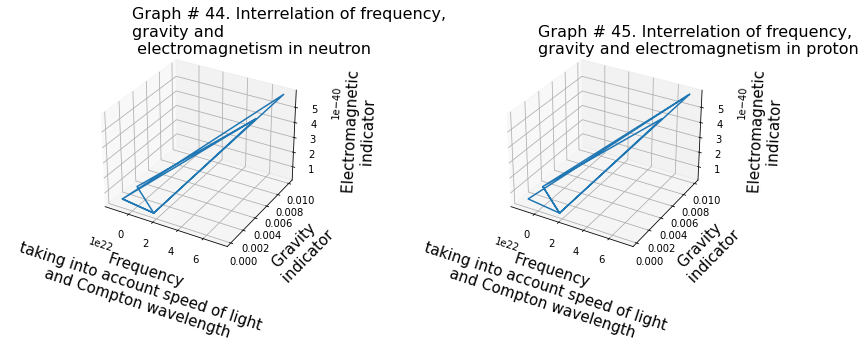 Graph # 44. Interrelation of frequency,
gravity and
electromagnetism in neutron
1e−40
5
4
3
2
1
Electromagnetic
indicator
0.010
0.008
0.006
0.004
0.002
0.000
Gravity
indicator
0
2
4
6
1e22
Frequency
taking into account speed of light
and Compton wavelength
Graph # 45. Interrelation of frequency,
gravity and electromagnetism in proton
1e−40
5
4
3
2
1
Electromagnetic
indicator
0.010
0.008
0.006
0.004
0.002
0.000
Gravity
indicator
0
2
4
6
1e22
Frequency
taking into account speed of light
and Compton wavelength